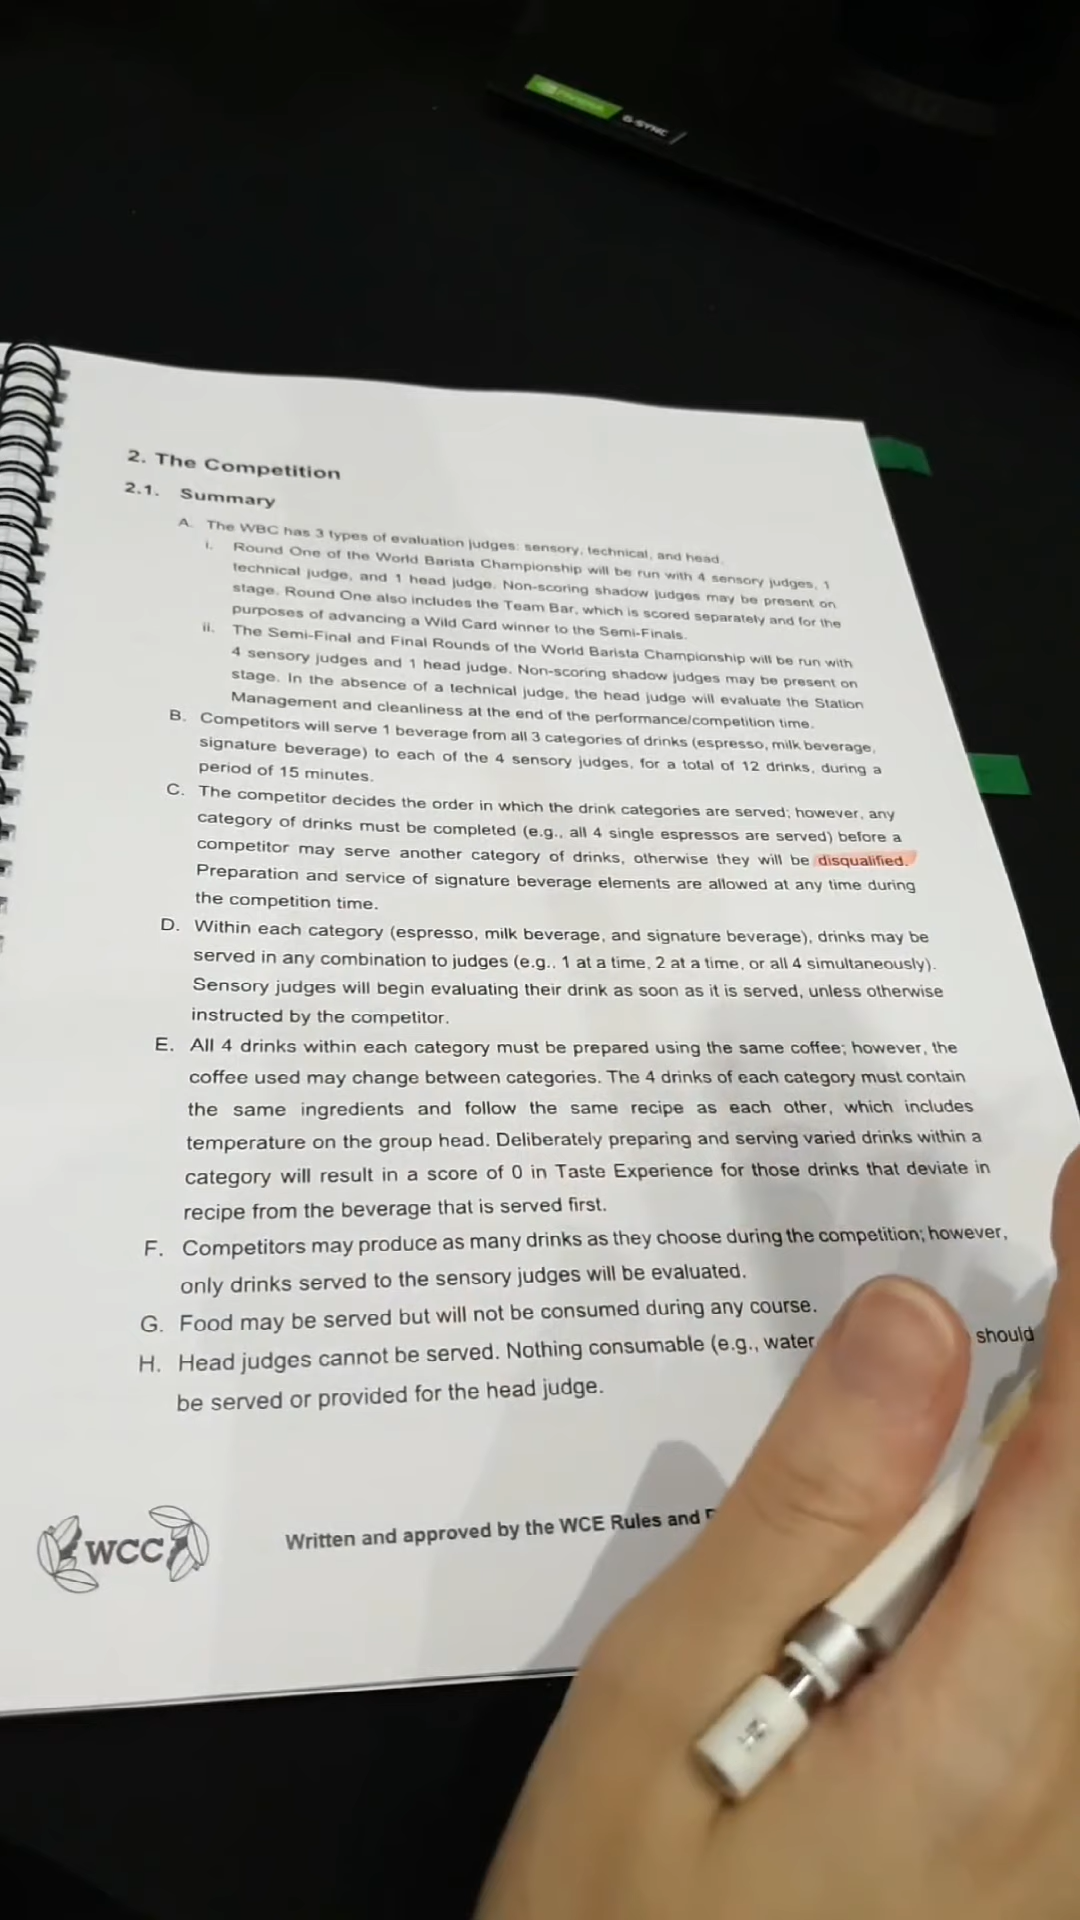 G-SYNC
2. The Competition
2.1. Summary
A. The WBC has 3 types of evaluation judges: sensory, technical, and head.
i. Round One of the World Barista Championship will be run with 4 sensory judges, 1
technical judge, and 1 head judge. Non-scoring shadow judges may be present on
stage. Round One also includes the Team Bar, which is scored separately and for the
purposes of advancing a Wild Card winner to the Semi-Finals.
ii. The Semi-Final and Final Rounds of the World Barista Championship will be run with
4 sensory judges and 1 head judge. Non-scoring shadow judges may be present on
stage. In the absence of a technical judge, the head judge will evaluate the Station
Management and cleanliness at the end of the performance/competition time.
B. Competitors will serve 1 beverage from all 3 categories of drinks (espresso, milk beverage,
signature beverage) to each of the 4 sensory judges, for a total of 12 drinks, during a
period of 15 minutes.
C. The competitor decides the order in which the drink categories are served; however, any
category of drinks must be completed (e.g., all 4 single espressos are served) before a
competitor may serve another category of drinks, otherwise they will be disqualified.
Preparation and service of signature beverage elements are allowed at any time during
the competition time.
D. Within each category (espresso, milk beverage, and signature beverage), drinks may be
served in any combination to judges (e.g., 1 at a time, 2 at a time, or all 4 simultaneously).
Sensory judges will begin evaluating their drink as soon as it is served, unless otherwise
instructed by the competitor.
E. All 4 drinks within each category must be prepared using the same coffee; however, the
coffee used may change between categories. The 4 drinks of each category must contain
the same ingredients and follow the same recipe as each other, which includes
temperature on the group head. Deliberately preparing and serving varied drinks within a
category will result in a score of 0 in Taste Experience for those drinks that deviate in
recipe from the beverage that is served first.
F. Competitors may produce as many drinks as they choose during the competition; however,
only drinks served to the sensory judges will be evaluated.
G. Food may be served but will not be consumed during any course.
H. Head judges cannot be served. Nothing consumable (e.g., water should
be served or provided for the head judge.
WCC
Written and approved by the WCE Rules and